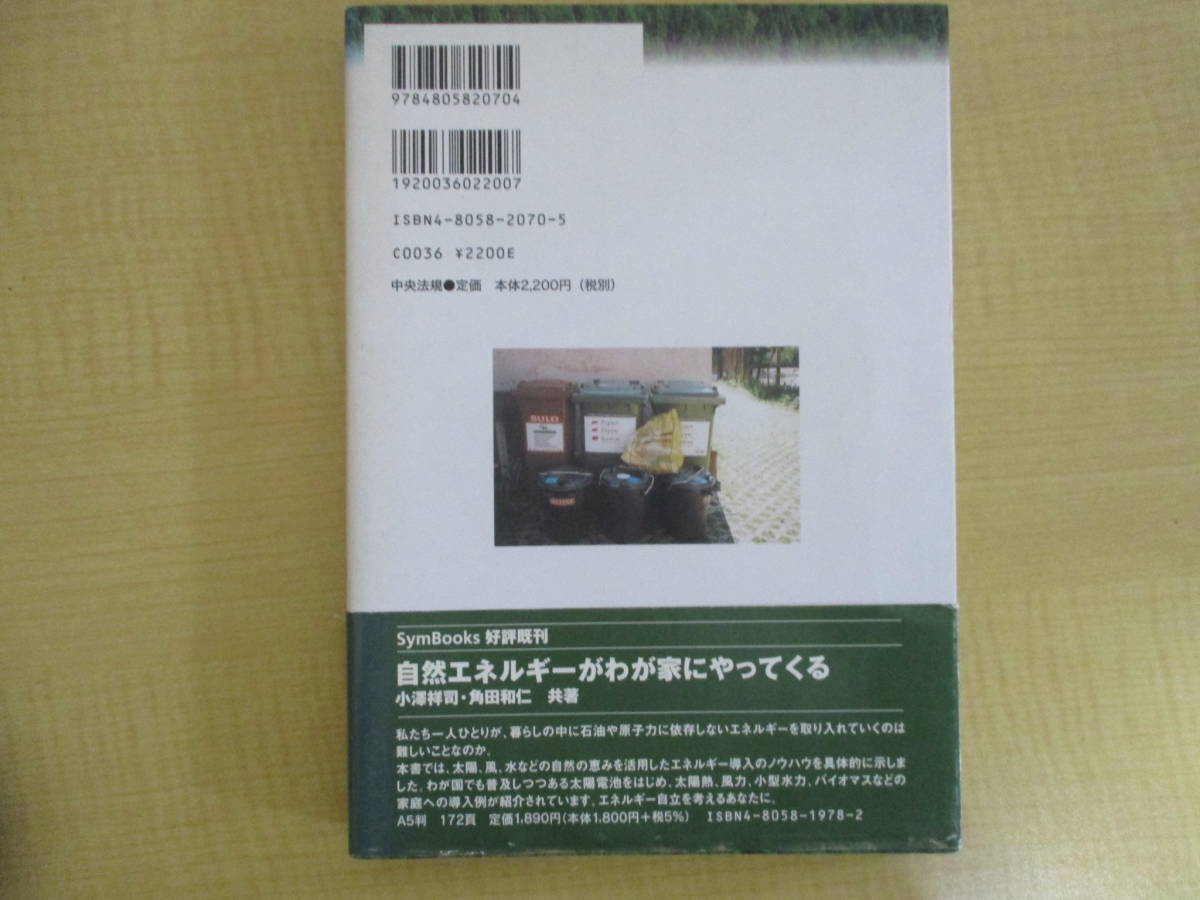 9784805820704
1920036022007
ISBN4-8058-2070-5
C0036 ¥2200E
中央法規●定価 本体2,200円(税別)
SULO
SymBooks 好評既刊
自然エネルギーがわが家にやってくる
小澤祥司・角田和仁 共著
私たち一人ひとりが、暮らしの中に石油や原子力に依存しないエネルギーを取り入れていくのは
難しいことなのか。
本書では、太陽、風、水などの自然の恵みを活用したエネルギー導入のノウハウを具体的に示しま
した。わが国でも普及しつつある太陽電池をはじめ、太陽熱、風力、小型水力、バイオマスなどの
家庭への導入例が紹介されています。エネルギー自立を考えるあなたに。
A5判 172頁 定価1,890円(本体1,800円+税5%) ISBN4-8058-1978-2